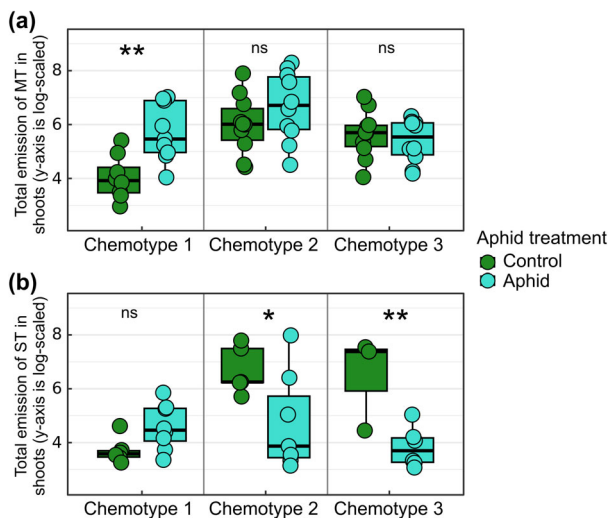 (a)
Total emission of MT in
shoots (y-axis is log-scaled)
8
6
4
**
ns
ns
Chemotype 1
Chemotype 2
Chemotype 3
Aphid treatment
Control
Aphid
(b)
Total emission of ST in
shoots (y-axis is log-scaled)
8
6
4
ns
*
**
Chemotype 1
Chemotype 2
Chemotype 3